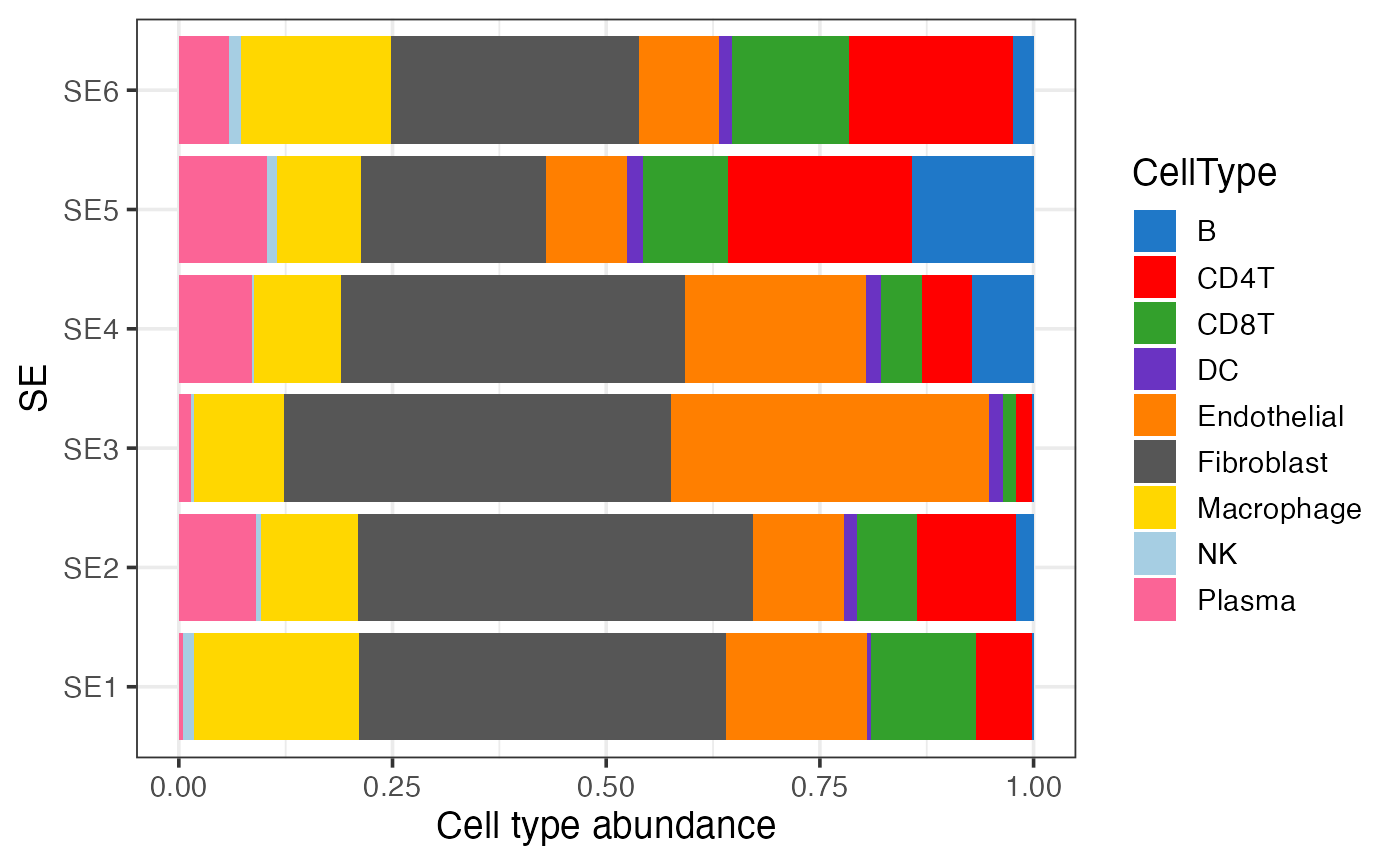 SE
SE6
SE5
SE4
SE3
SE2
SE1
0.00 0.25 0.50 0.75 1.00
Cell type abundance
CellType
B
CD4T
CD8T
DC
Endothelial
Fibroblast
Macrophage
NK
Plasma